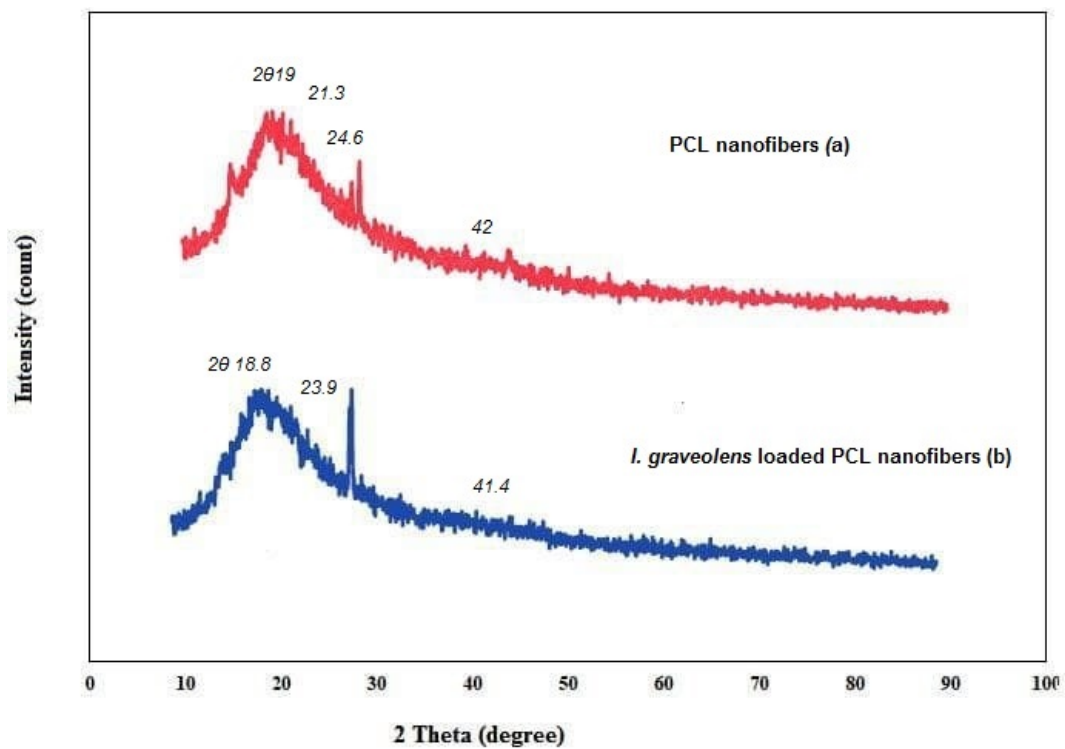 2θ19
21.3
24.6
PCL nanofibers (a)
42
2θ 18.8
23.9
I. graveolens loaded PCL nanofibers (b)
41.4
Intensity (count)
0 10 20 30 40 50 60 70 80 90 100
2 Theta (degree)